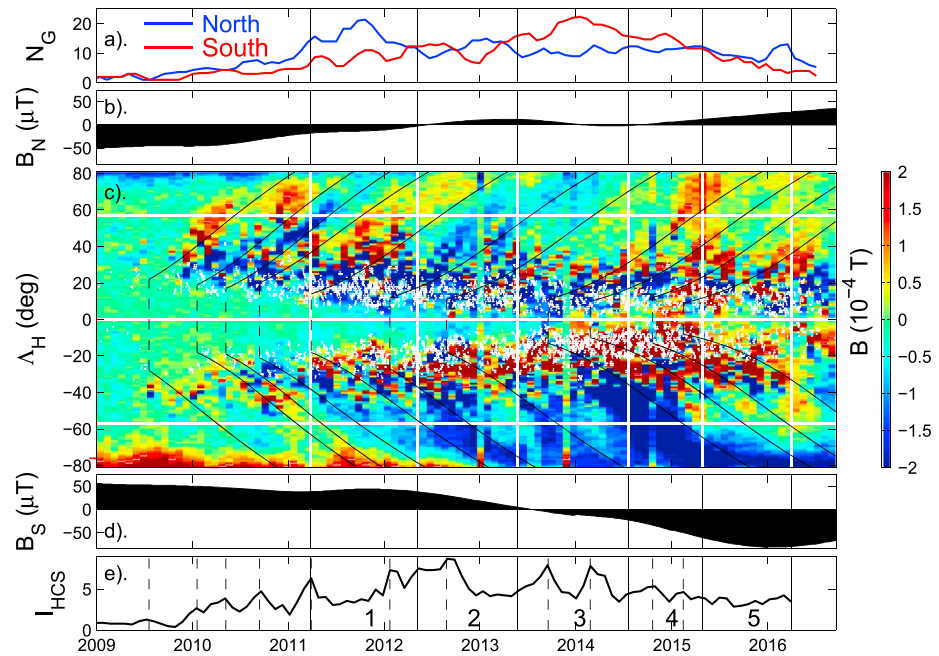 20
10
0
N_G
a).
North
South
50
0
−50
B_N (μT)
b).
80
60
40
20
0
−20
−40
−60
−80
Λ_H (deg)
c).
2
1.5
1
0.5
0
−0.5
−1
−1.5
−2
B (10^−4 T)
50
0
−50
B_S (μT)
d).
5
0
I_HCS
e).
1 2 3 4 5
2009 2010 2011 2012 2013 2014 2015 2016